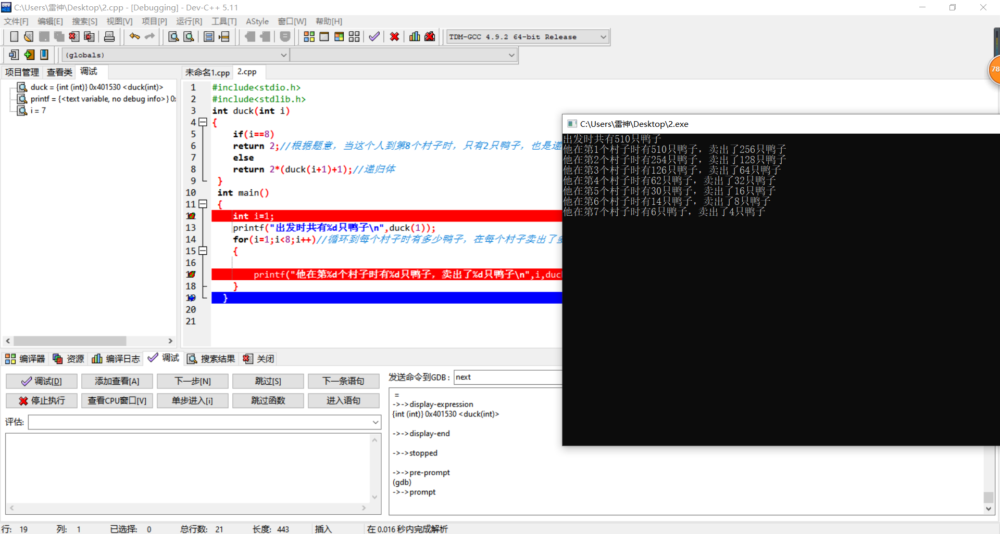 C:\Users\雷神\Desktop\2.cpp - [Debugging] - Dev-C++ 5.11
文件[F] 编辑[E] 搜索[S] 视图[V] 项目[P] 运行[R] 工具[T] AStyle 窗口[W] 帮助[H]
TDM-GCC 4.9.2 64-bit Release
(globals)
项目管理 查看类 调试
duck = {int (int)} 0x401530 <duck(int)>
printf = {<text variable, no debug info>} 0x
i = 7
未命名1.cpp 2.cpp
1 #include<stdio.h>
2 #include<stdlib.h>
3 int duck(int i)
4 {
5 if(i==8)
6 return 2;//根据题意，当这个人到第8个村子时，只有2只鸭子，也是递
7 else
8 return 2*(duck(i+1)+1);//递归体
9 }
10 int main()
11 {
12 int i=1;
13 printf("出发时共有%d只鸭子\n",duck(1));
14 for(i=1;i<8;i++)//循环到每个村子时有多少鸭子，在每个村子卖出了多
15 {
16
17 printf("他在第%d个村子时有%d只鸭子，卖出了%d只鸭子\n",i,duc
18 }
19 }
20
21
C:\Users\雷神\Desktop\2.exe
出发时共有510只鸭子
他在第1个村子时有510只鸭子，卖出了256只鸭子
他在第2个村子时有254只鸭子，卖出了128只鸭子
他在第3个村子时有126只鸭子，卖出了64只鸭子
他在第4个村子时有62只鸭子，卖出了32只鸭子
他在第5个村子时有30只鸭子，卖出了16只鸭子
他在第6个村子时有14只鸭子，卖出了8只鸭子
他在第7个村子时有6只鸭子，卖出了4只鸭子
78
编译器 资源 编译日志 调试 搜索结果 关闭
调试[D] 添加查看[A] 下一步[N] 跳过[S] 下一条语句
停止执行 查看CPU窗口[V] 单步进入[i] 跳过函数 进入语句
评估:
发送命令到GDB: next
=
->->display-expression
{int (int)} 0x401530 <duck(int)>
->->display-end
->->stopped
->->pre-prompt
(gdb)
->->prompt
行: 19 列: 1 已选择: 0 总行数: 21 长度: 443 插入 在 0.016 秒内完成解析